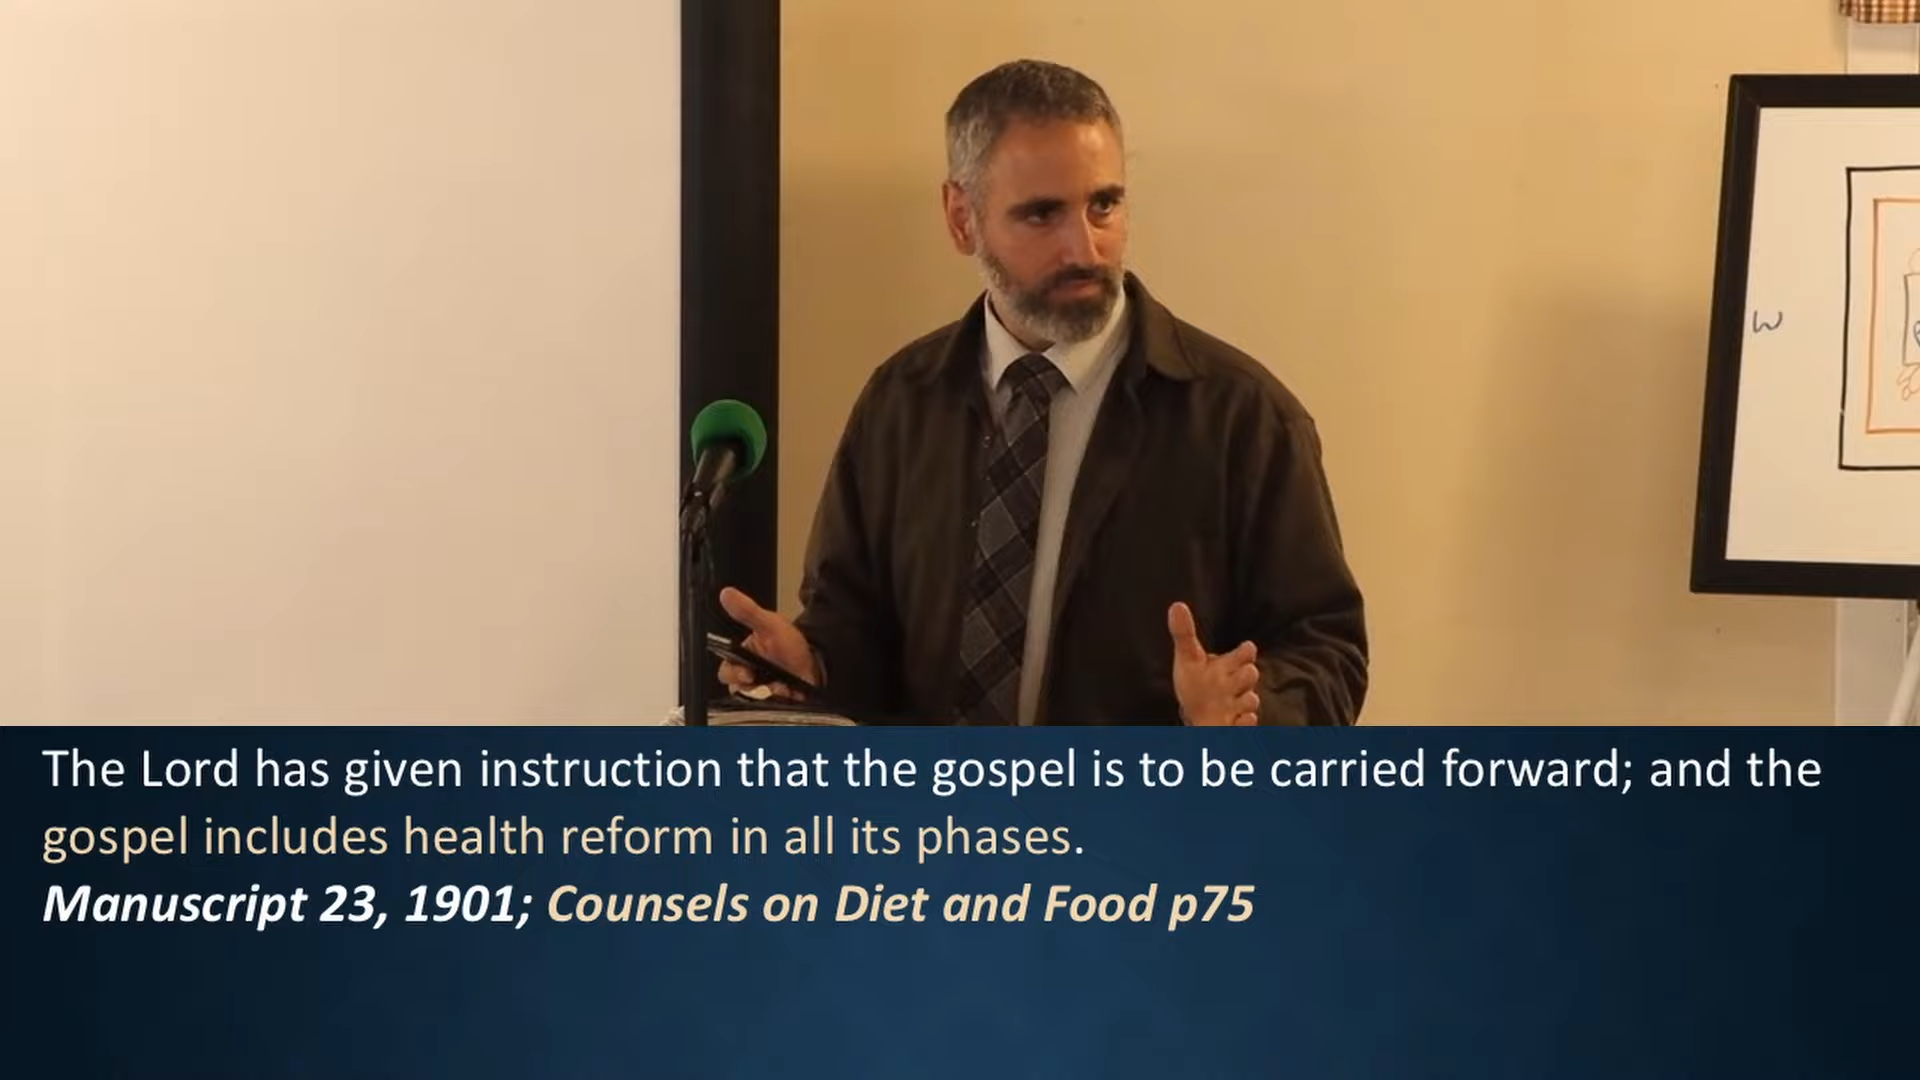 W
The Lord has given instruction that the gospel is to be carried forward; and the
gospel includes health reform in all its phases.
Manuscript 23, 1901; Counsels on Diet and Food p75